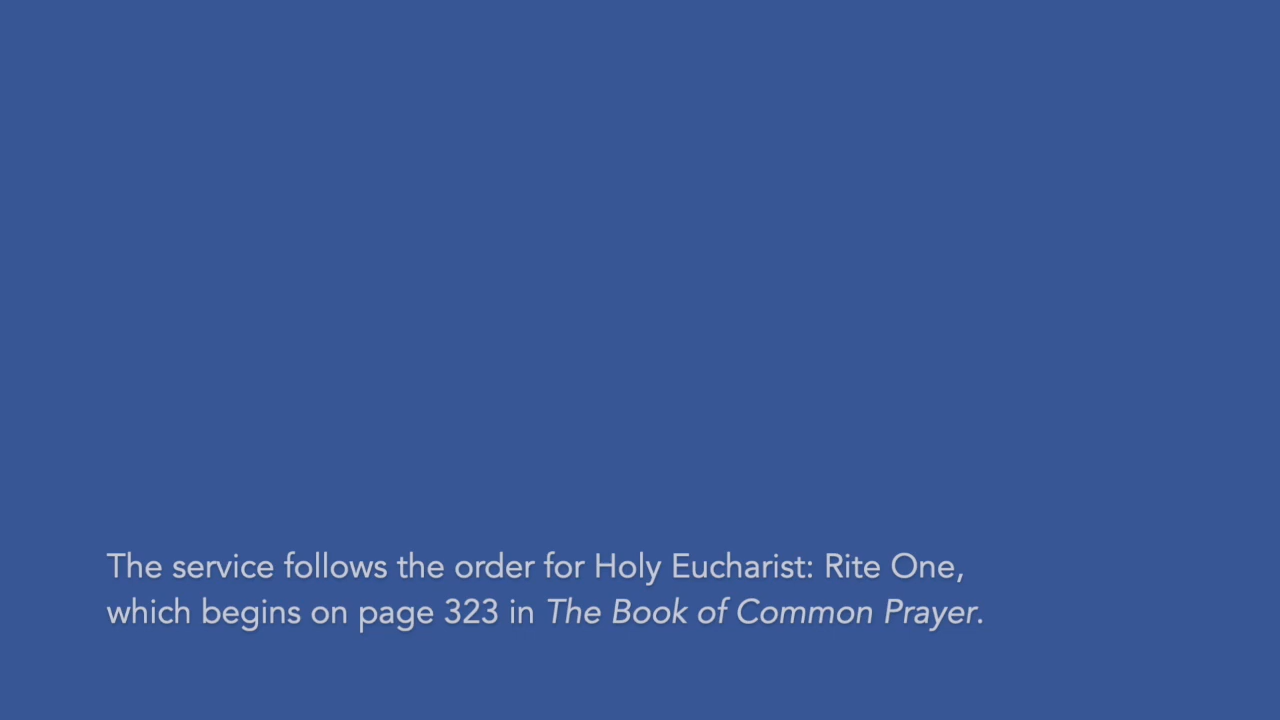 The service follows the order for Holy Eucharist: Rite One,
which begins on page 323 in The Book of Common Prayer.